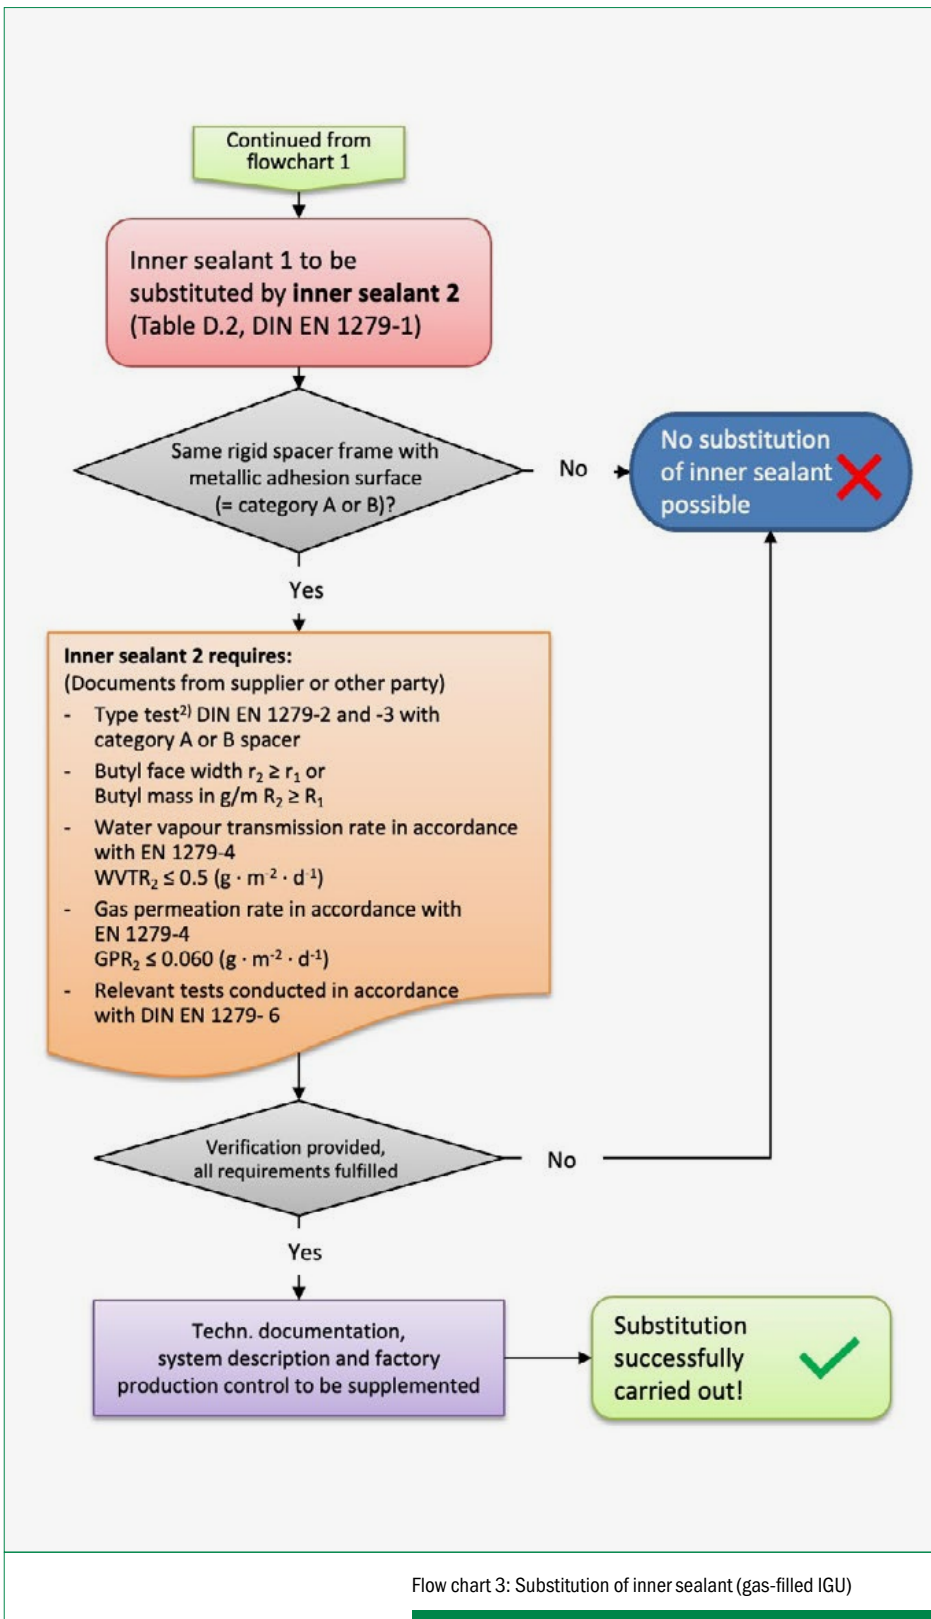 Continued from
flowchart 1
Inner sealant 1 to be
substituted by inner sealant 2
(Table D.2, DIN EN 1279-1)
Same rigid spacer frame with
metallic adhesion surface
(= category A or B)?
No
No substitution
of inner sealant
possible
Yes
Inner sealant 2 requires:
(Documents from supplier or other party)
- Type test²⁾ DIN EN 1279-2 and -3 with
category A or B spacer
- Butyl face width r₂ ≥ r₁ or
Butyl mass in g/m R₂ ≥ R₁
- Water vapour transmission rate in accordance
with EN 1279-4
WVTR₂ ≤ 0.5 (g · m⁻² · d⁻¹)
- Gas permeation rate in accordance with
EN 1279-4
GPR₂ ≤ 0.060 (g · m⁻² · d⁻¹)
- Relevant tests conducted in accordance
with DIN EN 1279- 6
Verification provided,
all requirements fulfilled
No
Yes
Techn. documentation,
system description and factory
production control to be supplemented
Substitution
successfully
carried out!
Flow chart 3: Substitution of inner sealant (gas-filled IGU)